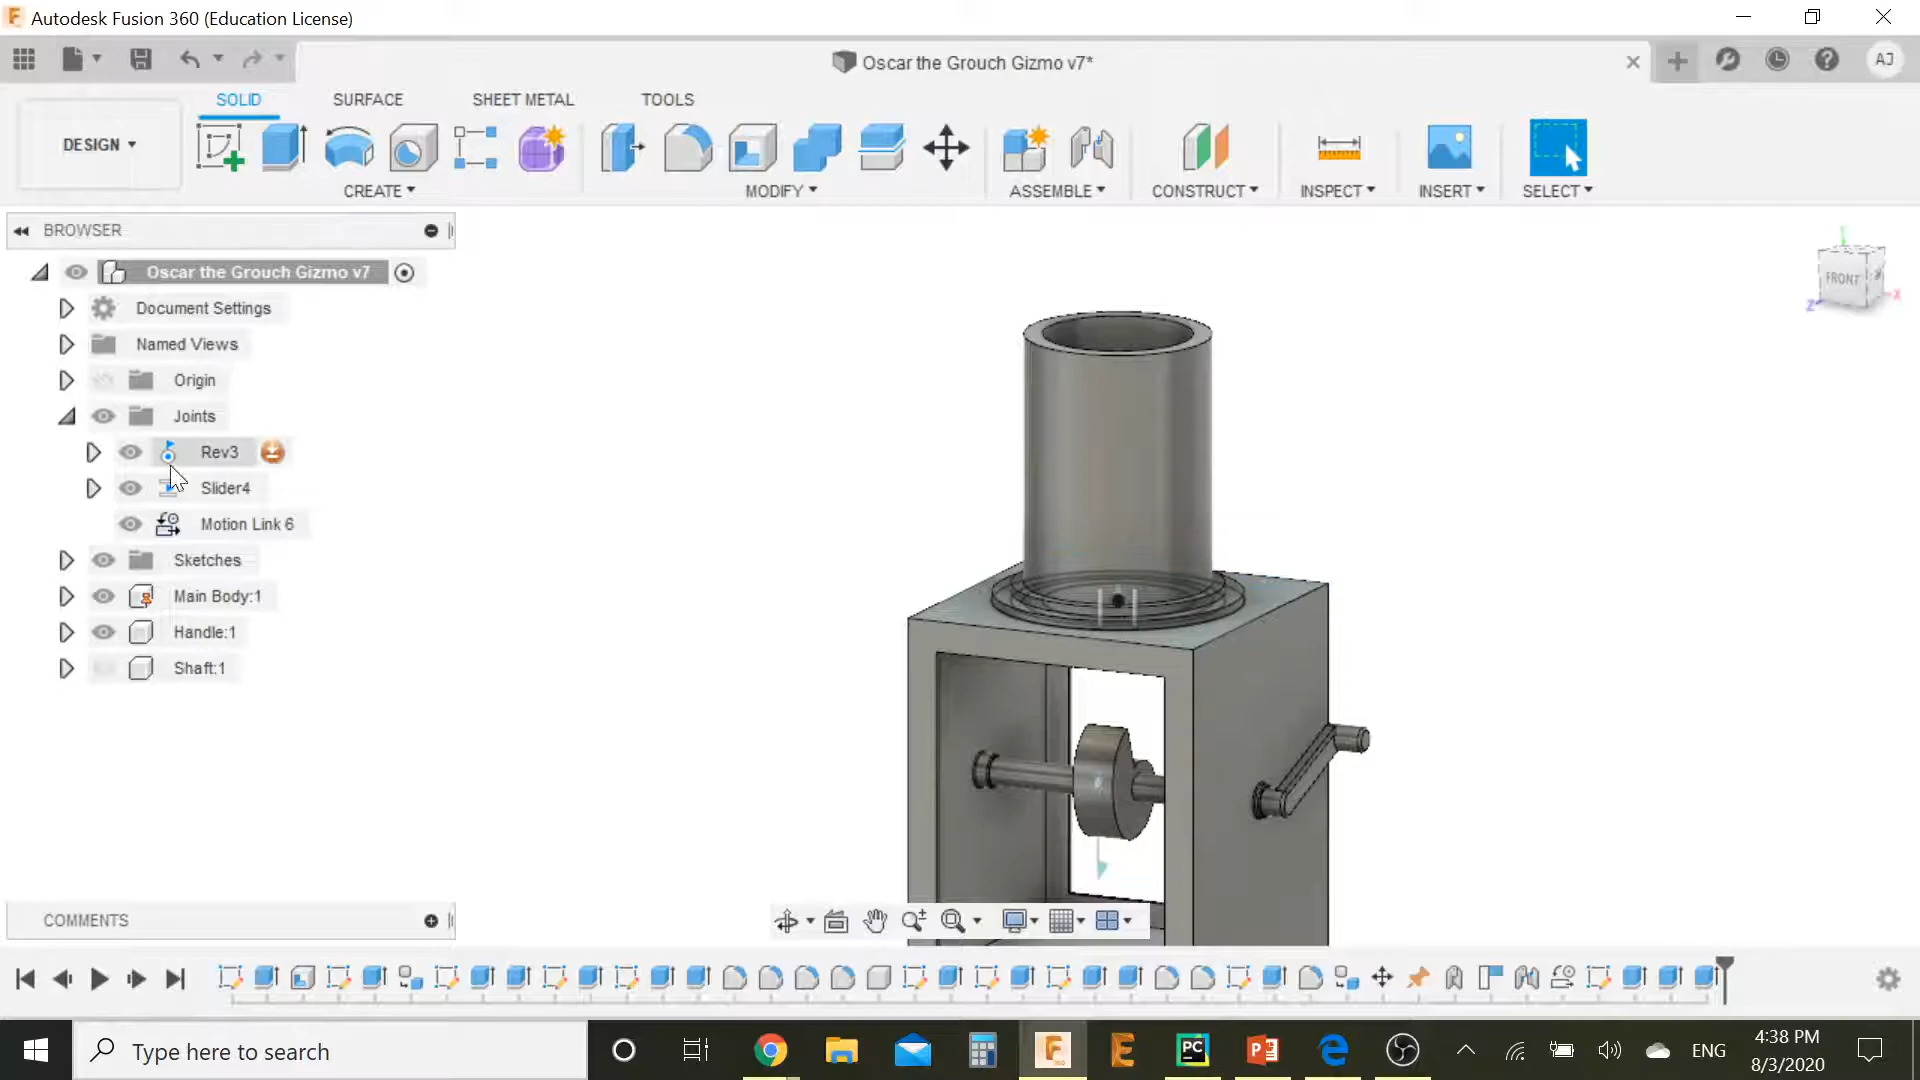 Autodesk Fusion 360 (Education License)
Oscar the Grouch Gizmo v7*
AJ
SOLID
SURFACE
SHEET METAL
TOOLS
DESIGN
CREATE
MODIFY
ASSEMBLE
CONSTRUCT
INSPECT
INSERT
SELECT
BROWSER
Oscar the Grouch Gizmo v7
Document Settings
Named Views
Origin
Joints
Rev3
Slider4
Motion Link 6
Sketches
Main Body:1
Handle:1
Shaft:1
FRONT
Z
X
COMMENTS
Type here to search
ENG
4:38 PM
8/3/2020